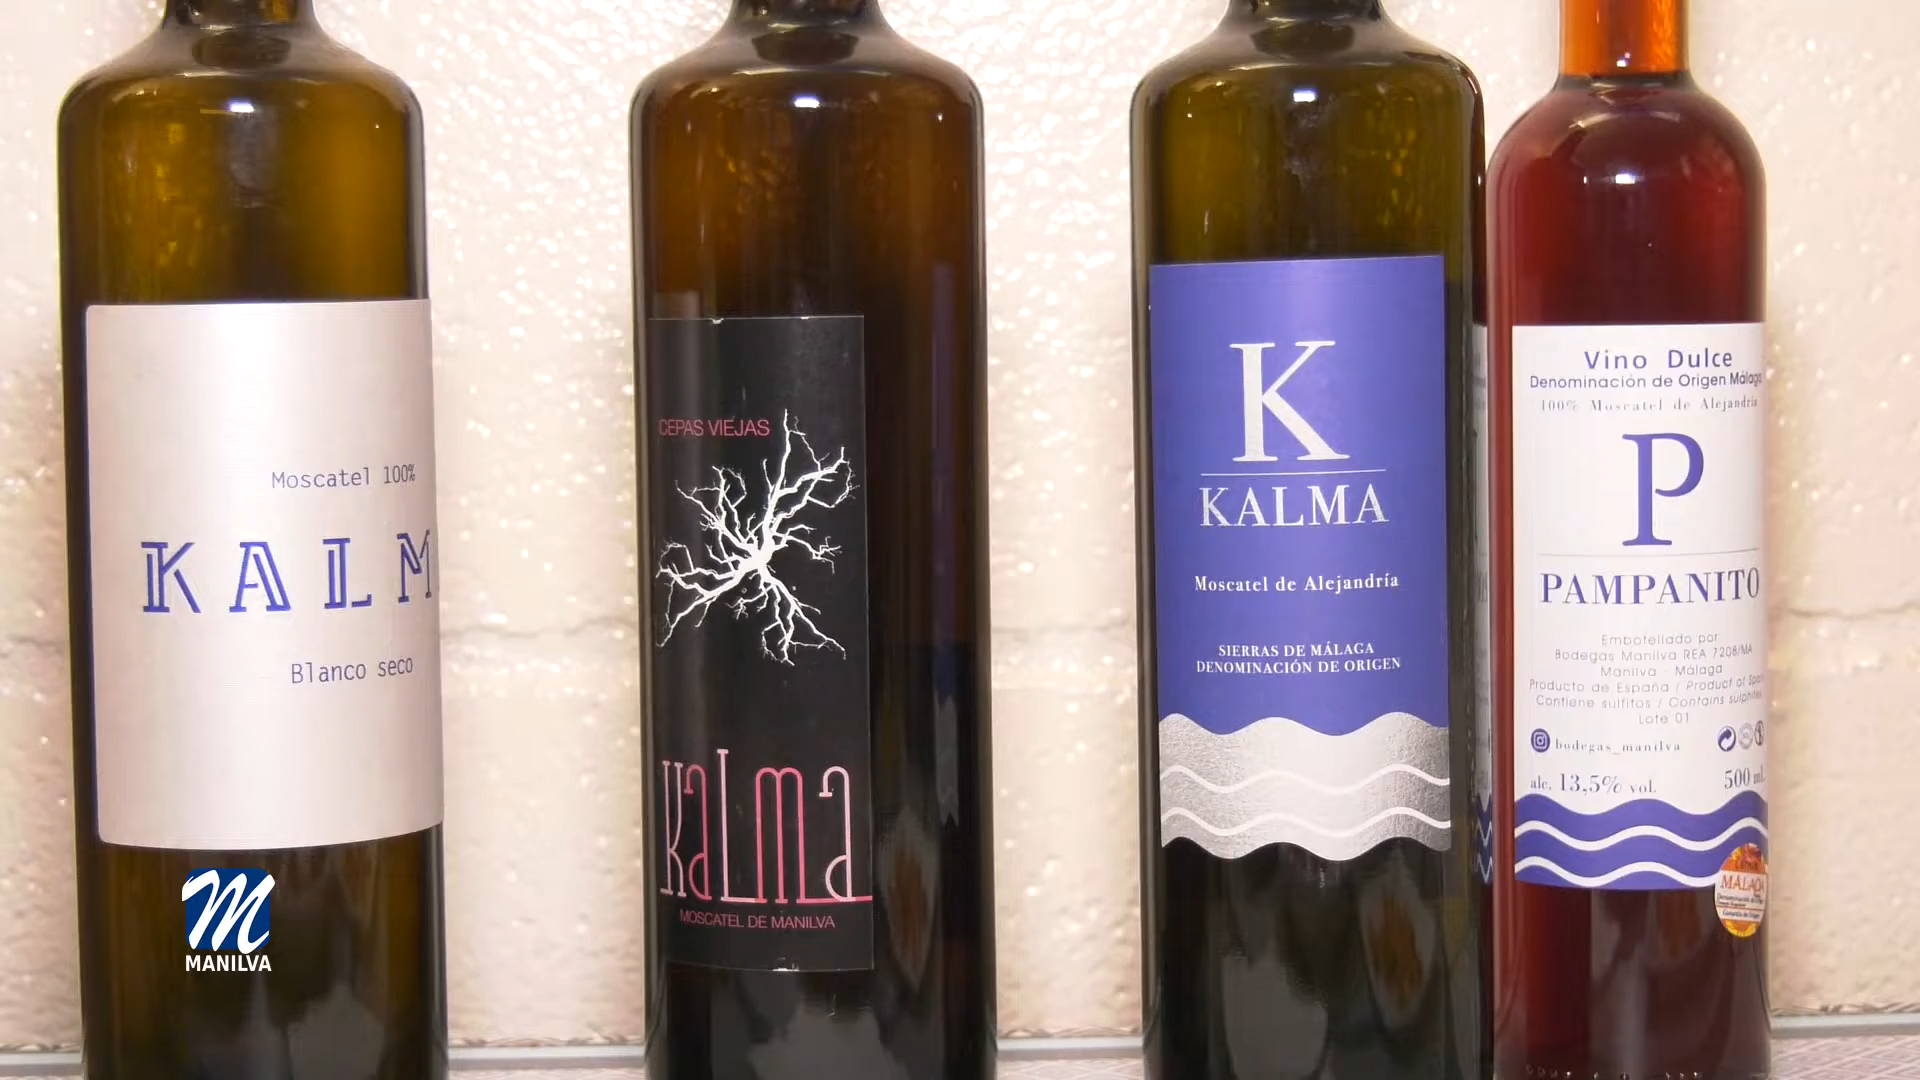 Moscatel 100%
KALM
Blanco seco
MANILVA
CEPAS VIEJAS
kalma
MOSCATEL DE MANILVA
K
KALMA
Moscatel de Alejandría
SIERRAS DE MÁLAGA
DENOMINACIÓN DE ORIGEN
Vino Dulce
Denominación de Origen Málaga
100% Moscatel de Alejandría
P
PAMPANITO
Embotellado por
Bodegas Manilva REA 7208/MA
Manilva - Málaga
Producto de España / Product of Spain
Contiene sulfitos / Contains sulphites
Lote 01
bodegas_manilva
alc. 13,5% vol.
500 ml.
MÁLAGA